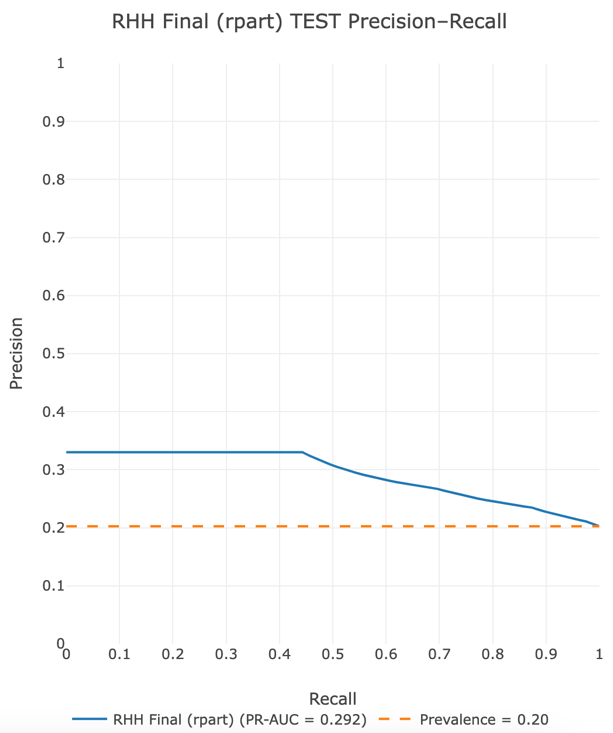 RHH Final (rpart) TEST Precision–Recall
1
0.9
0.8
0.7
0.6
0.5
0.4
0.3
0.2
0.1
0
Precision
0 0.1 0.2 0.3 0.4 0.5 0.6 0.7 0.8 0.9 1
Recall
RHH Final (rpart) (PR-AUC = 0.292) Prevalence = 0.20